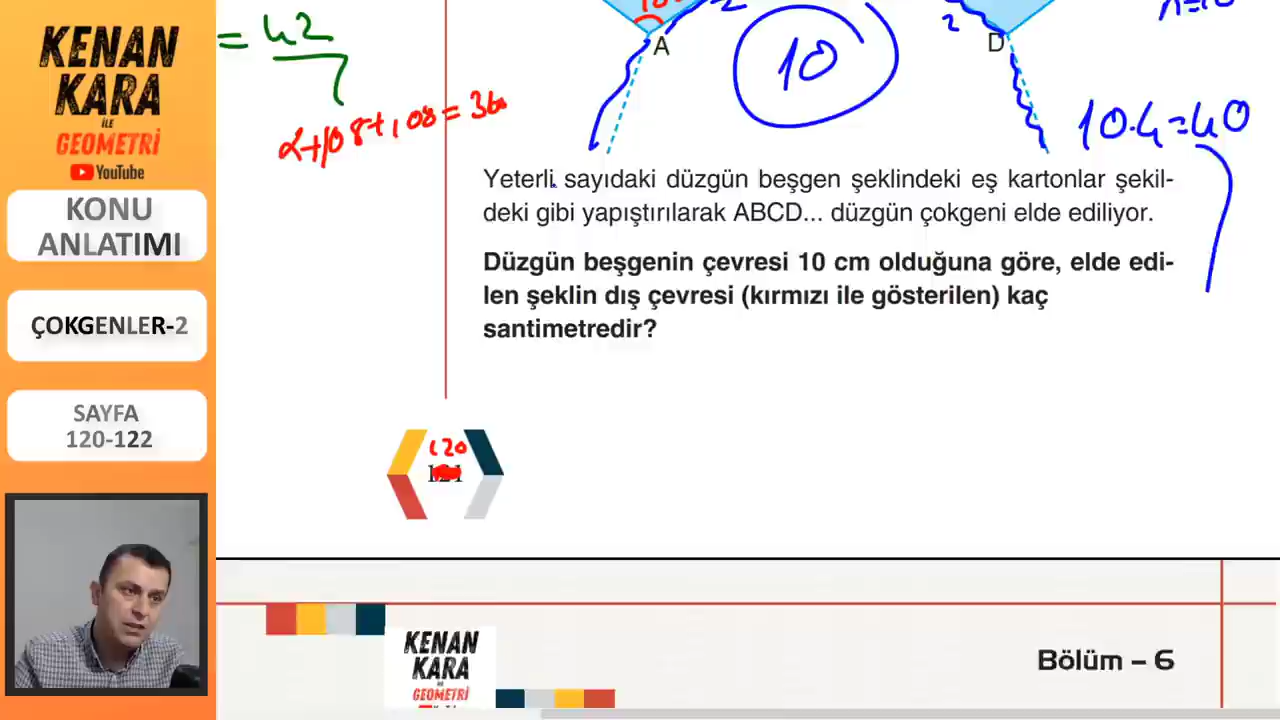 KENAN
KARA
İLE
GEOMETRİ
YouTube
KONU
ANLATIMI
ÇOKGENLER-2
SAYFA
120-122
= 42
α+108+108=360
A
2
10
2
D
10.4=40
Yeterli sayıdaki düzgün beşgen şeklindeki eş kartonlar şekil-
deki gibi yapıştırılarak ABCD... düzgün çokgeni elde ediliyor.
Düzgün beşgenin çevresi 10 cm olduğuna göre, elde edi-
len şeklin dış çevresi (kırmızı ile gösterilen) kaç
santimetredir?
120
KENAN
KARA
İLE
GEOMETRİ
Bölüm – 6